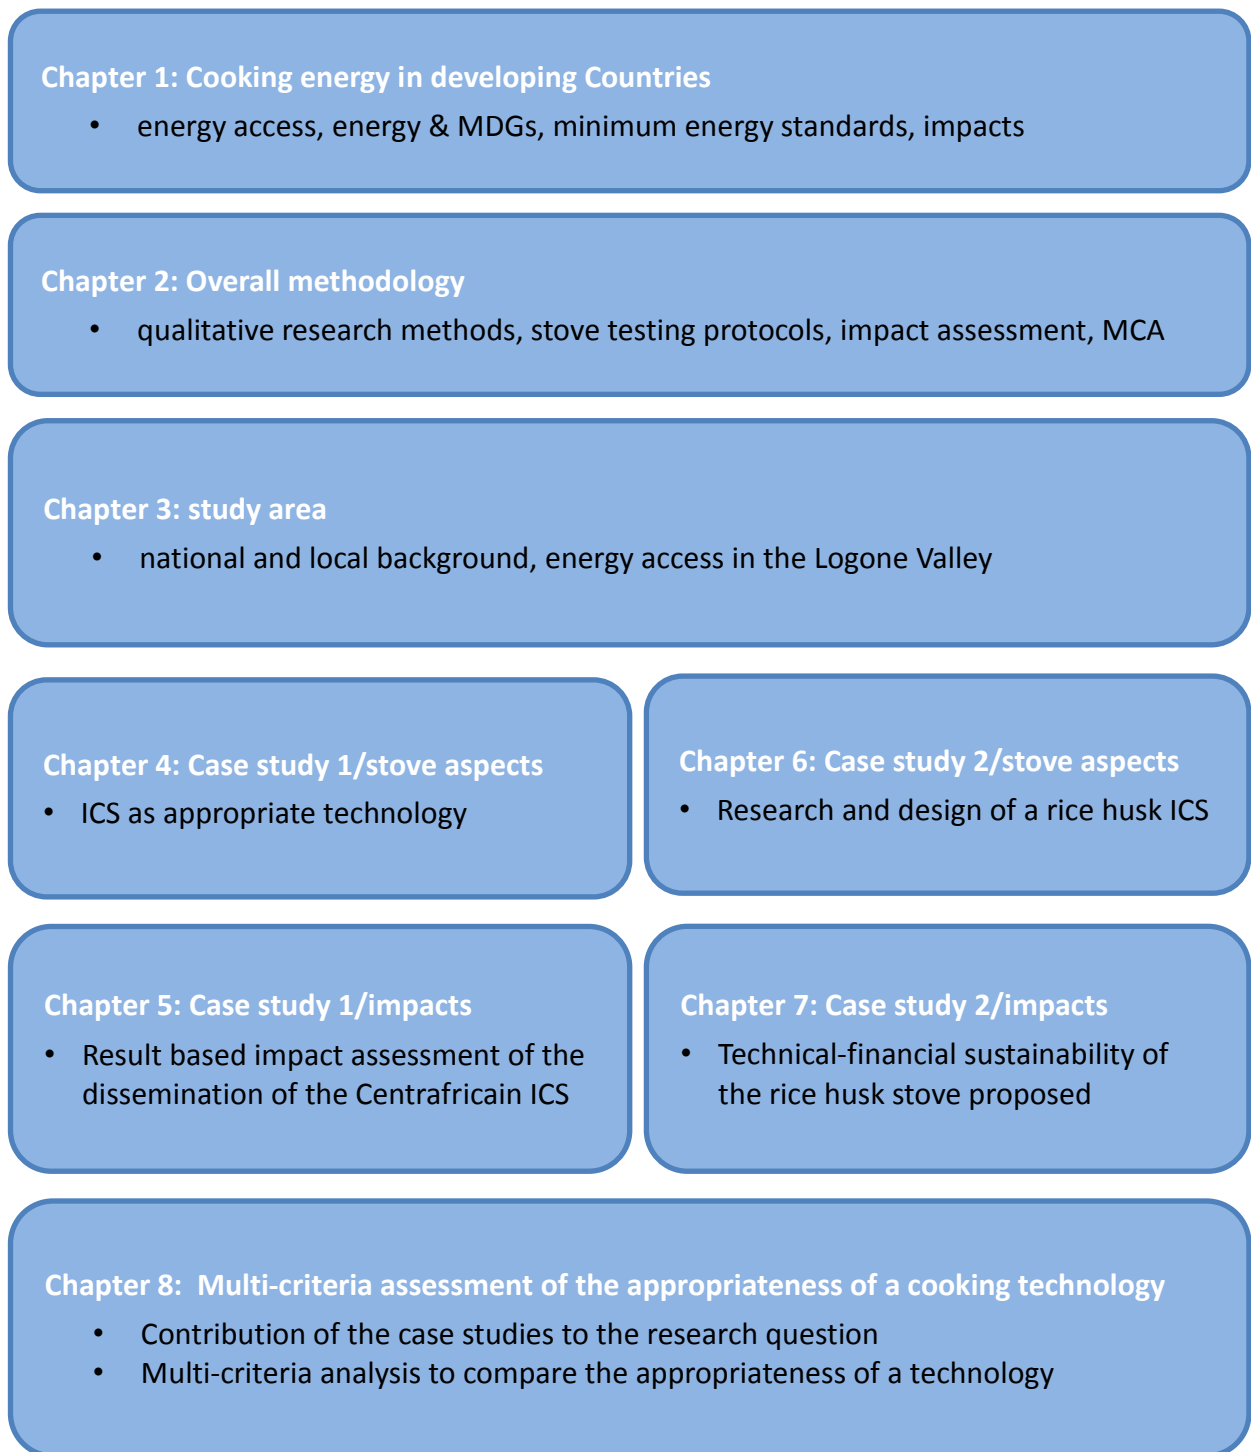 Chapter 1: Cooking energy in developing Countries
• energy access, energy & MDGs, minimum energy standards, impacts
Chapter 2: Overall methodology
• qualitative research methods, stove testing protocols, impact assessment, MCA
Chapter 3: study area
• national and local background, energy access in the Logone Valley
Chapter 4: Case study 1/stove aspects
• ICS as appropriate technology
Chapter 6: Case study 2/stove aspects
• Research and design of a rice husk ICS
Chapter 5: Case study 1/impacts
• Result based impact assessment of the
dissemination of the Centrafricain ICS
Chapter 7: Case study 2/impacts
• Technical-financial sustainability of
the rice husk stove proposed
Chapter 8:  Multi-criteria assessment of the appropriateness of a cooking technology
• Contribution of the case studies to the research question
• Multi-criteria analysis to compare the appropriateness of a technology